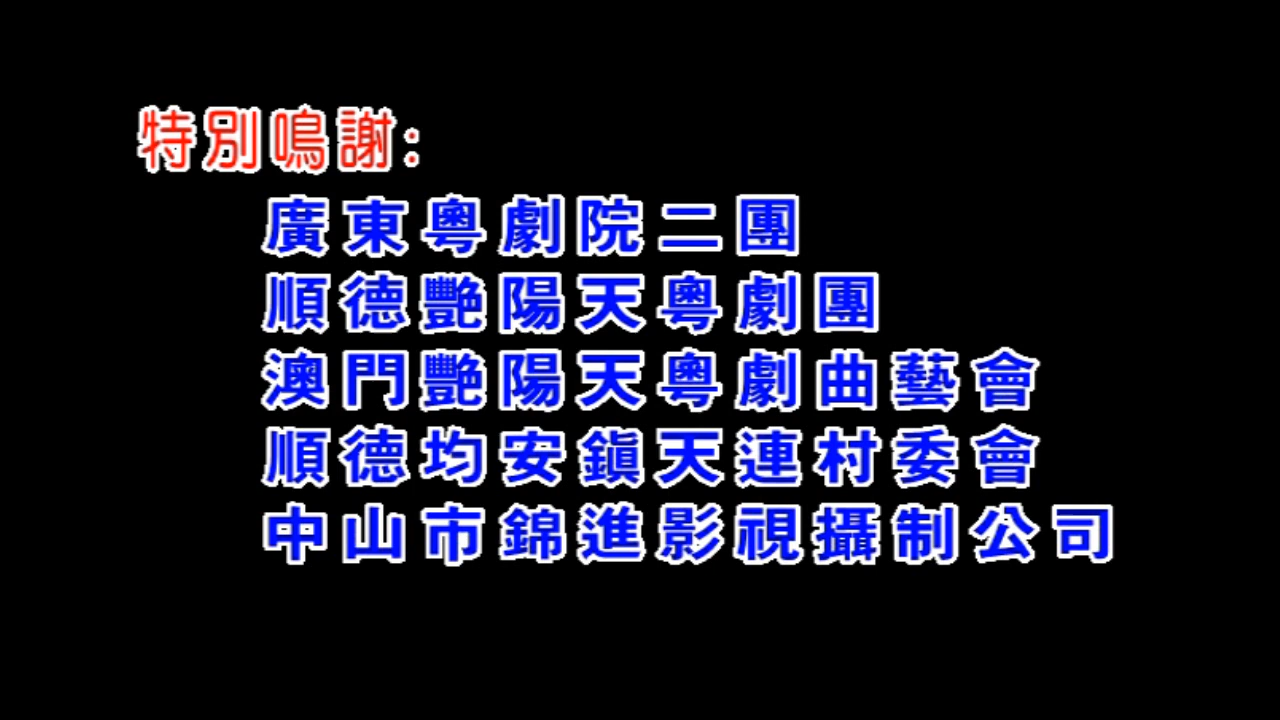 特別鳴謝:
廣東粵劇院二團
順德艷陽天粵劇團
澳門艷陽天粵劇曲藝會
順德均安鎮天連村委會
中山市錦進影視攝制公司